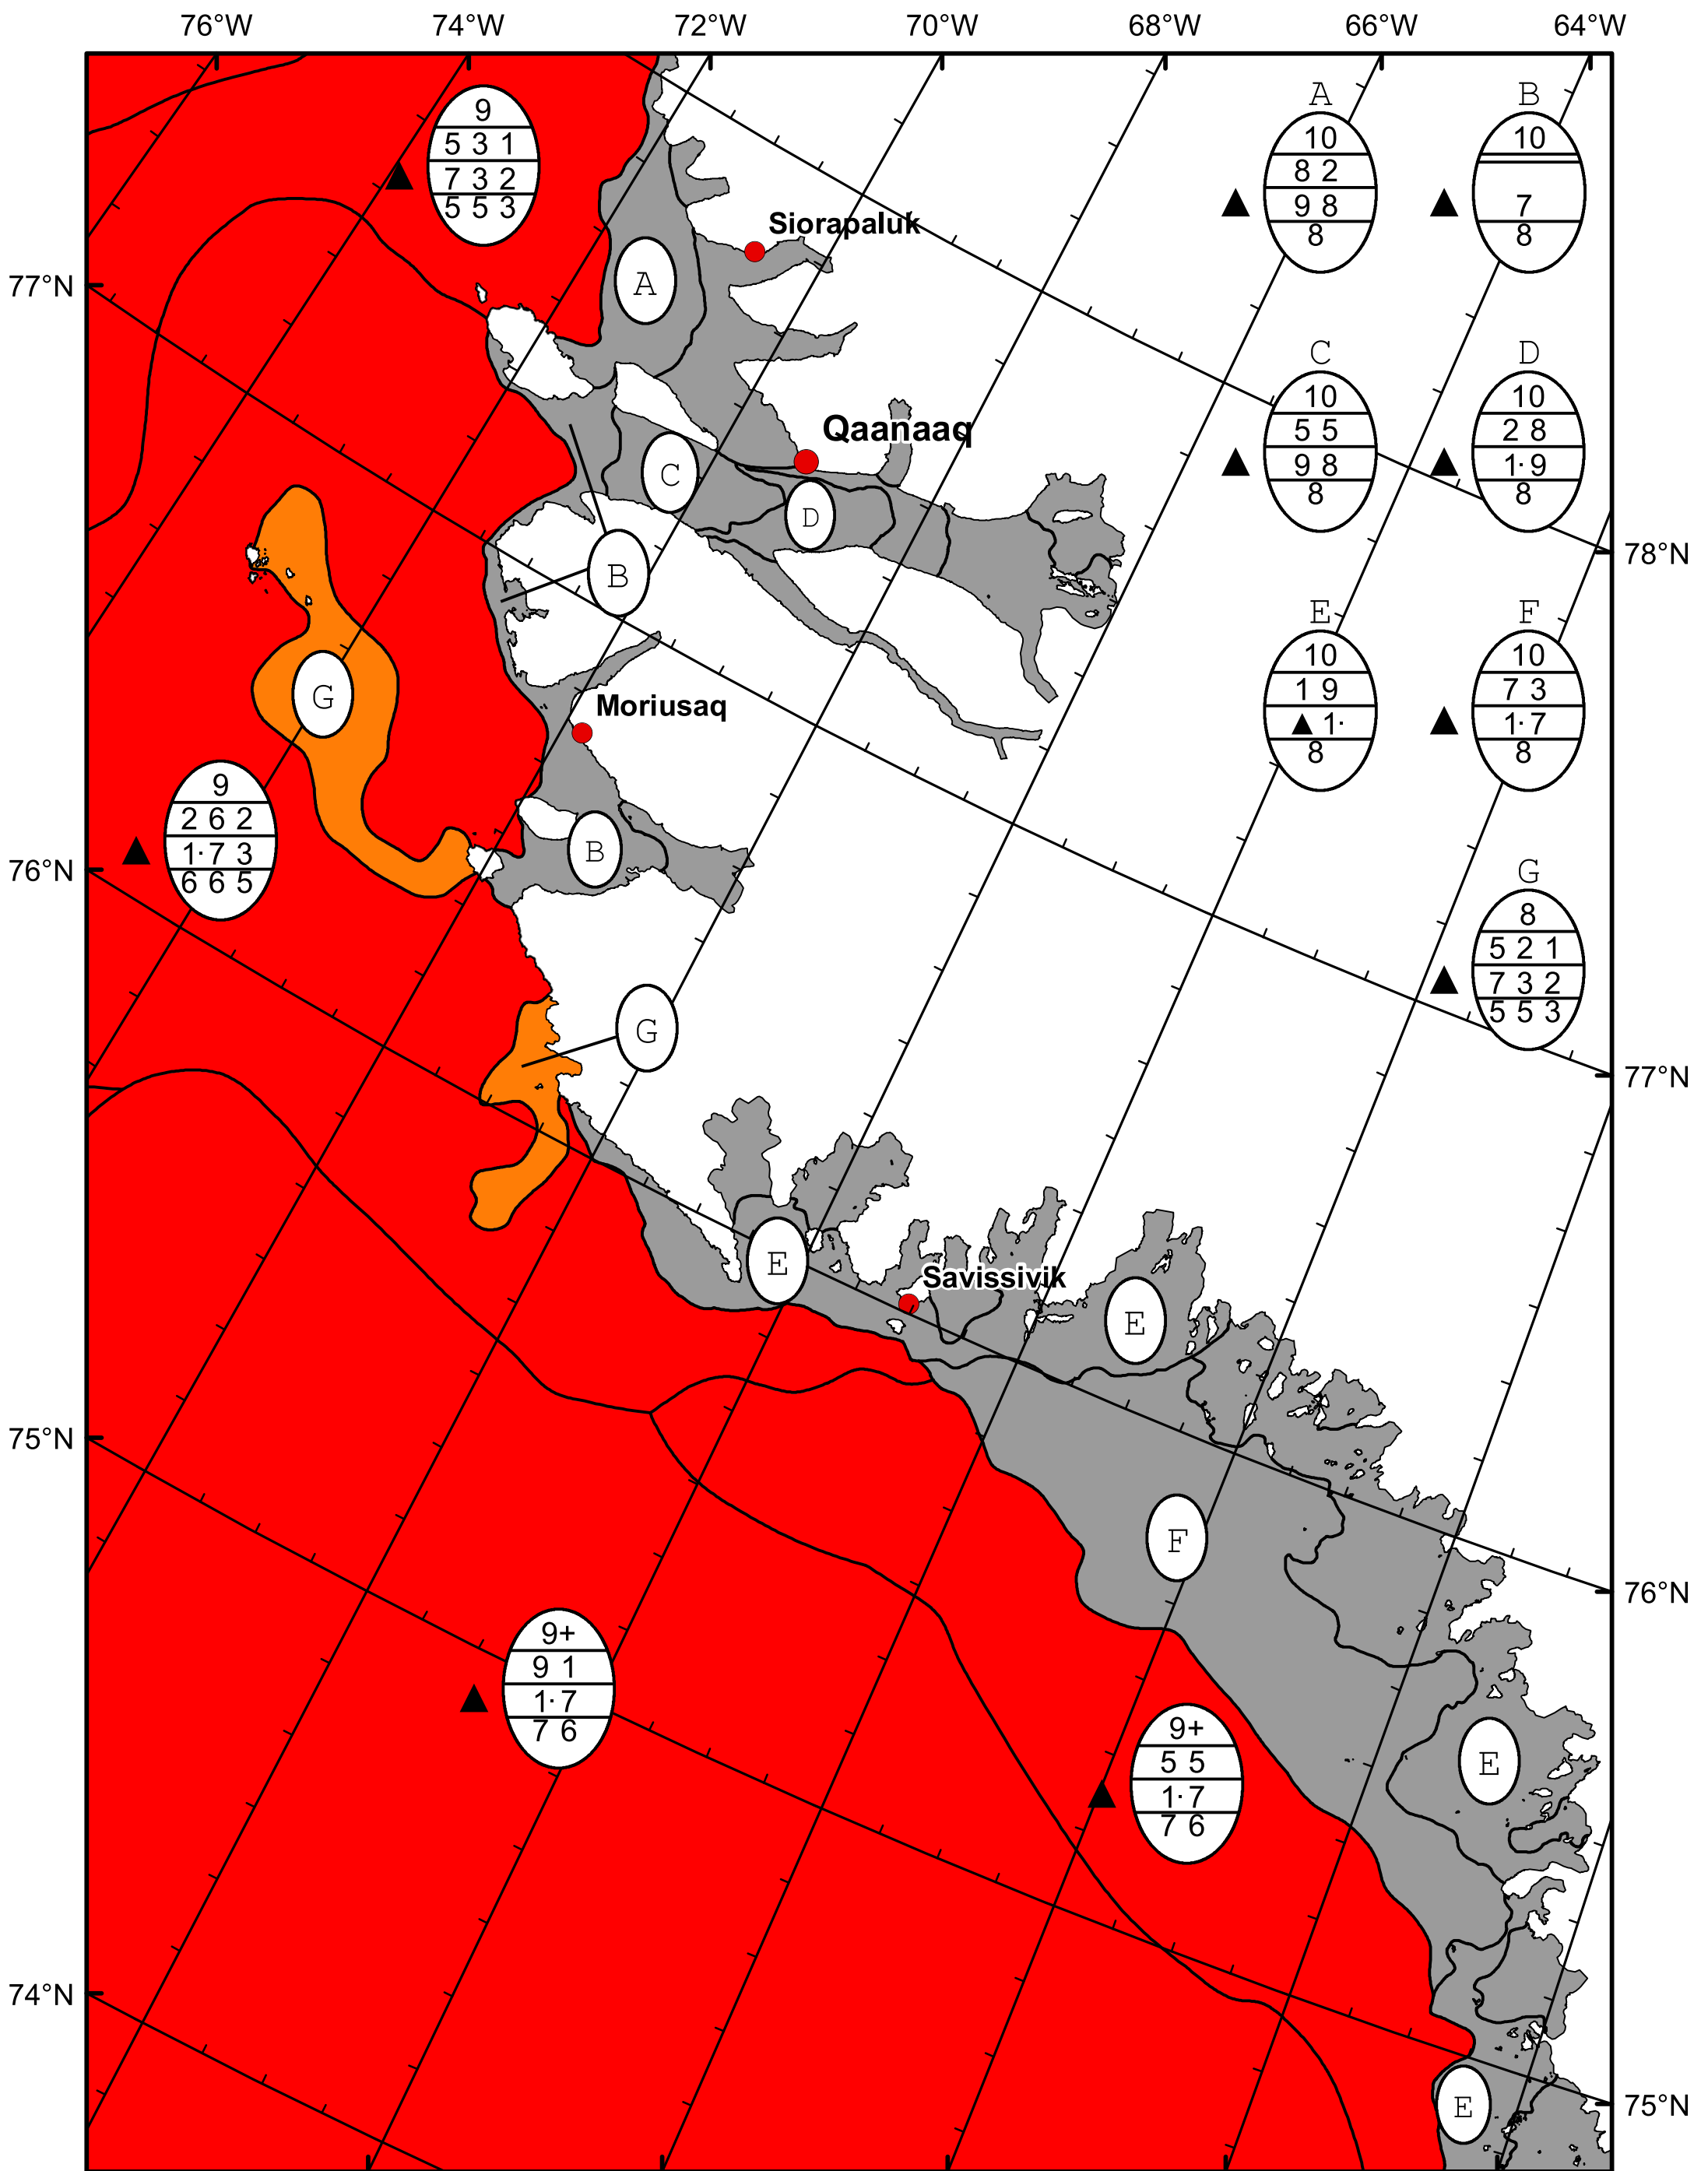 76°W 74°W 72°W 70°W 68°W 66°W 64°W
9
5 3 1
7 3 2
5 5 3
A
10
8 2
9 8
8
B
10
7
8
Siorapaluk
A
77°N
C
10
5 5
9 8
8
D
10
2 8
1· 9
8
Qaanaaq
C
D
78°N
B
E
10
1 9
▲ 1·
8
F
10
7 3
1· 7
8
G
Moriusaq
9
2 6 2
1· 7 3
6 6 5
76°N
B
G
8
5 2 1
7 3 2
5 5 3
G
77°N
E
Savissivik
E
75°N
F
76°N
9+
9 1
1· 7
7 6
9+
5 5
1· 7
7 6
E
74°N
75°N
E